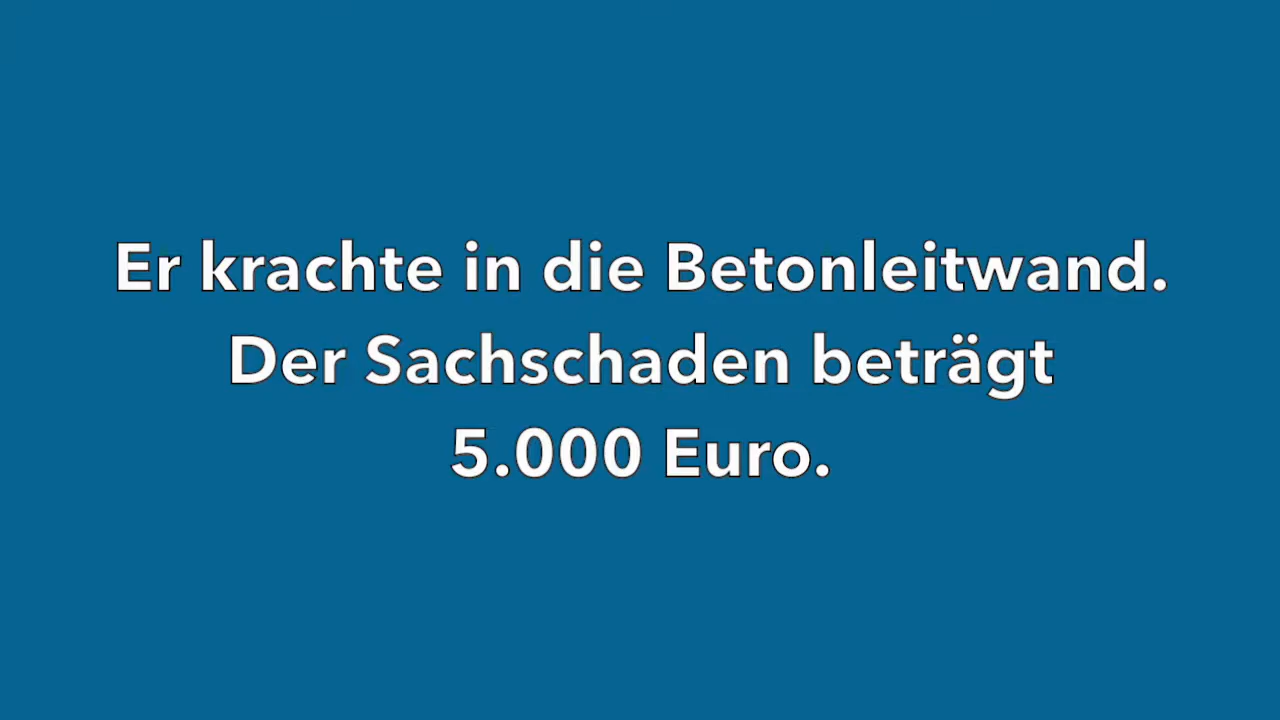 Er krachte in die Betonleitwand.
Der Sachschaden beträgt
5.000 Euro.